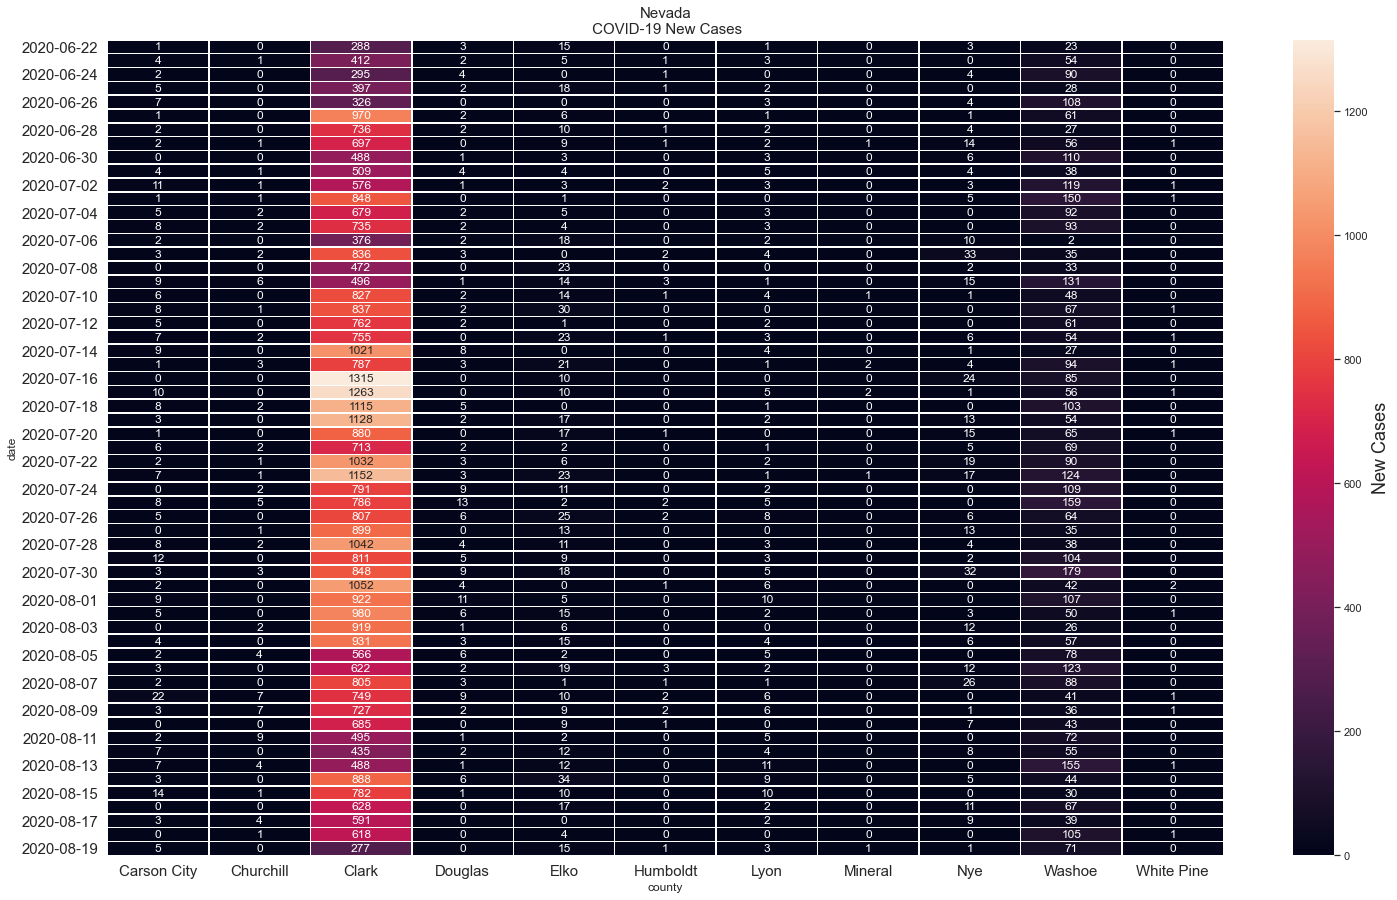 Nevada
COVID-19 New Cases
2020-06-22 1 0 288 3 15 0 1 0 3 23 0
4 1 412 2 5 1 3 0 0 54 0
2020-06-24 2 0 295 4 0 1 0 0 4 90 0
5 0 397 2 18 1 2 0 0 28 0
2020-06-26 7 0 326 0 0 0 3 0 4 108 0
1 0 970 2 6 0 1 0 1 61 0
2020-06-28 2 0 736 2 10 1 2 0 4 27 0
2 1 697 0 9 1 2 1 14 56 1
2020-06-30 0 0 488 1 3 0 3 0 6 110 0
4 1 509 4 4 0 5 0 4 38 0
2020-07-02 11 1 576 1 3 2 3 0 3 119 1
1 1 848 0 1 0 0 0 5 150 1
2020-07-04 5 2 679 2 5 0 3 0 0 92 0
8 2 735 2 4 0 3 0 0 93 0
2020-07-06 2 0 376 2 18 0 2 0 10 2 0
3 2 836 3 0 2 4 0 33 35 0
2020-07-08 0 0 472 0 23 0 0 0 2 33 0
9 6 496 1 14 3 1 0 15 131 0
2020-07-10 6 0 827 2 14 1 4 1 1 48 0
8 1 837 2 30 0 0 0 0 67 1
2020-07-12 5 0 762 2 1 0 2 0 0 61 0
7 2 755 0 23 1 3 0 6 54 1
2020-07-14 9 0 1021 8 0 0 4 0 1 27 0
1 3 787 3 21 0 1 2 4 94 1
2020-07-16 0 0 1315 0 10 0 0 0 24 85 0
10 0 1263 0 10 0 5 2 1 56 1
2020-07-18 8 2 1115 5 0 0 1 0 0 103 0
3 0 1128 2 17 0 2 0 13 54 0
2020-07-20 1 0 880 0 17 1 0 0 15 65 1
6 2 713 2 2 0 1 0 5 69 0
2020-07-22 2 1 1032 3 6 0 2 0 19 90 0
7 1 1152 3 23 0 1 1 17 124 0
2020-07-24 0 2 791 9 11 0 2 0 0 109 0
8 5 786 13 2 2 5 0 0 159 0
2020-07-26 5 0 807 6 25 2 8 0 6 64 0
0 1 899 0 13 0 0 0 13 35 0
2020-07-28 8 2 1042 4 11 0 3 0 4 38 0
12 0 811 5 9 0 3 0 2 104 0
2020-07-30 3 3 848 9 18 0 5 0 32 179 0
2 0 1052 4 0 1 6 0 0 42 2
2020-08-01 9 0 922 11 5 0 10 0 0 107 0
5 0 980 6 15 0 2 0 3 50 1
2020-08-03 0 2 919 1 6 0 0 0 12 26 0
4 0 931 3 15 0 4 0 6 57 0
2020-08-05 2 4 566 6 2 0 5 0 0 78 0
3 0 622 2 19 3 2 0 12 123 0
2020-08-07 2 0 805 3 1 1 1 0 26 88 0
22 7 749 9 10 2 6 0 0 41 1
2020-08-09 3 7 727 2 9 2 6 0 1 36 1
0 0 685 0 9 1 0 0 7 43 0
2020-08-11 2 9 495 1 2 0 5 0 0 72 0
7 0 435 2 12 0 4 0 8 55 0
2020-08-13 7 4 488 1 12 0 11 0 0 155 1
3 0 888 6 34 0 9 0 5 44 0
2020-08-15 14 1 782 1 10 0 10 0 0 30 0
0 0 628 0 17 0 2 0 11 67 0
2020-08-17 3 4 591 0 0 0 2 0 9 39 0
0 1 618 0 4 0 0 0 0 105 1
2020-08-19 5 0 277 0 15 1 3 1 1 71 0
Carson City Churchill Clark Douglas Elko Humboldt Lyon Mineral Nye Washoe White Pine
county
date
1200
1000
800
600
400
200
0
New Cases